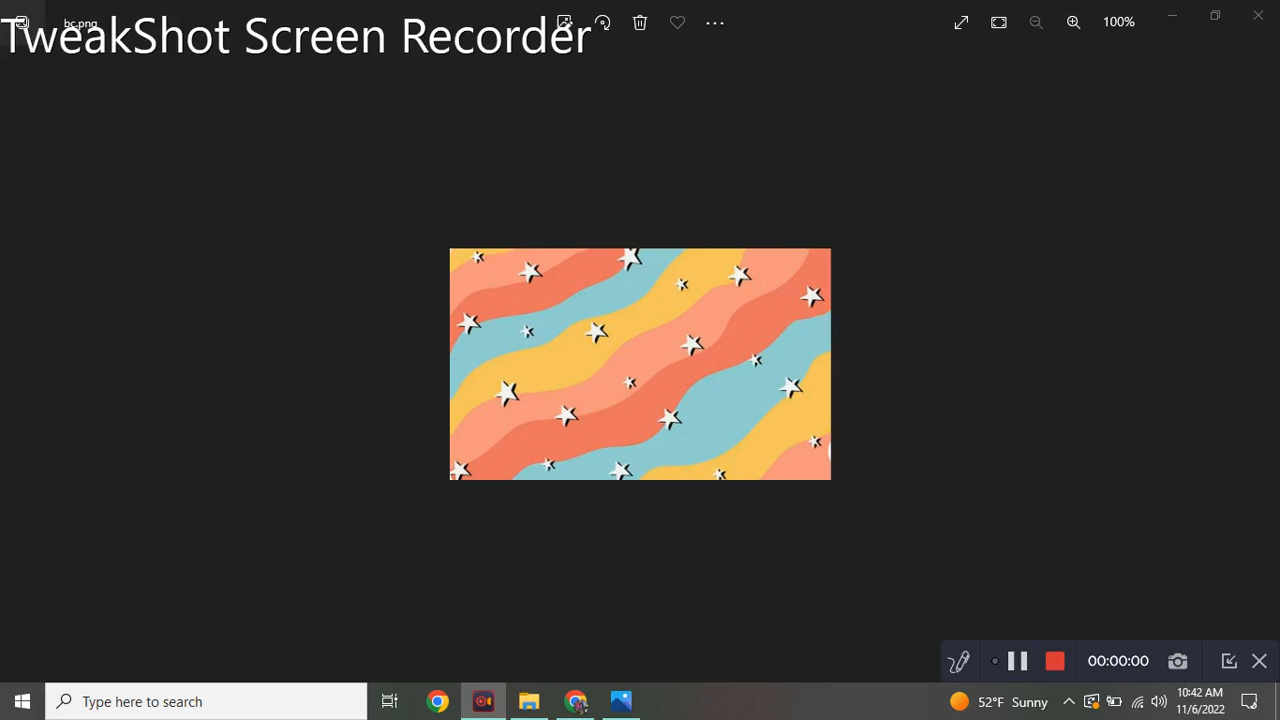 bc.png
100%
TweakShot Screen Recorder
00:00:00
Type here to search
52°F Sunny
:42 AM
11/6/2022